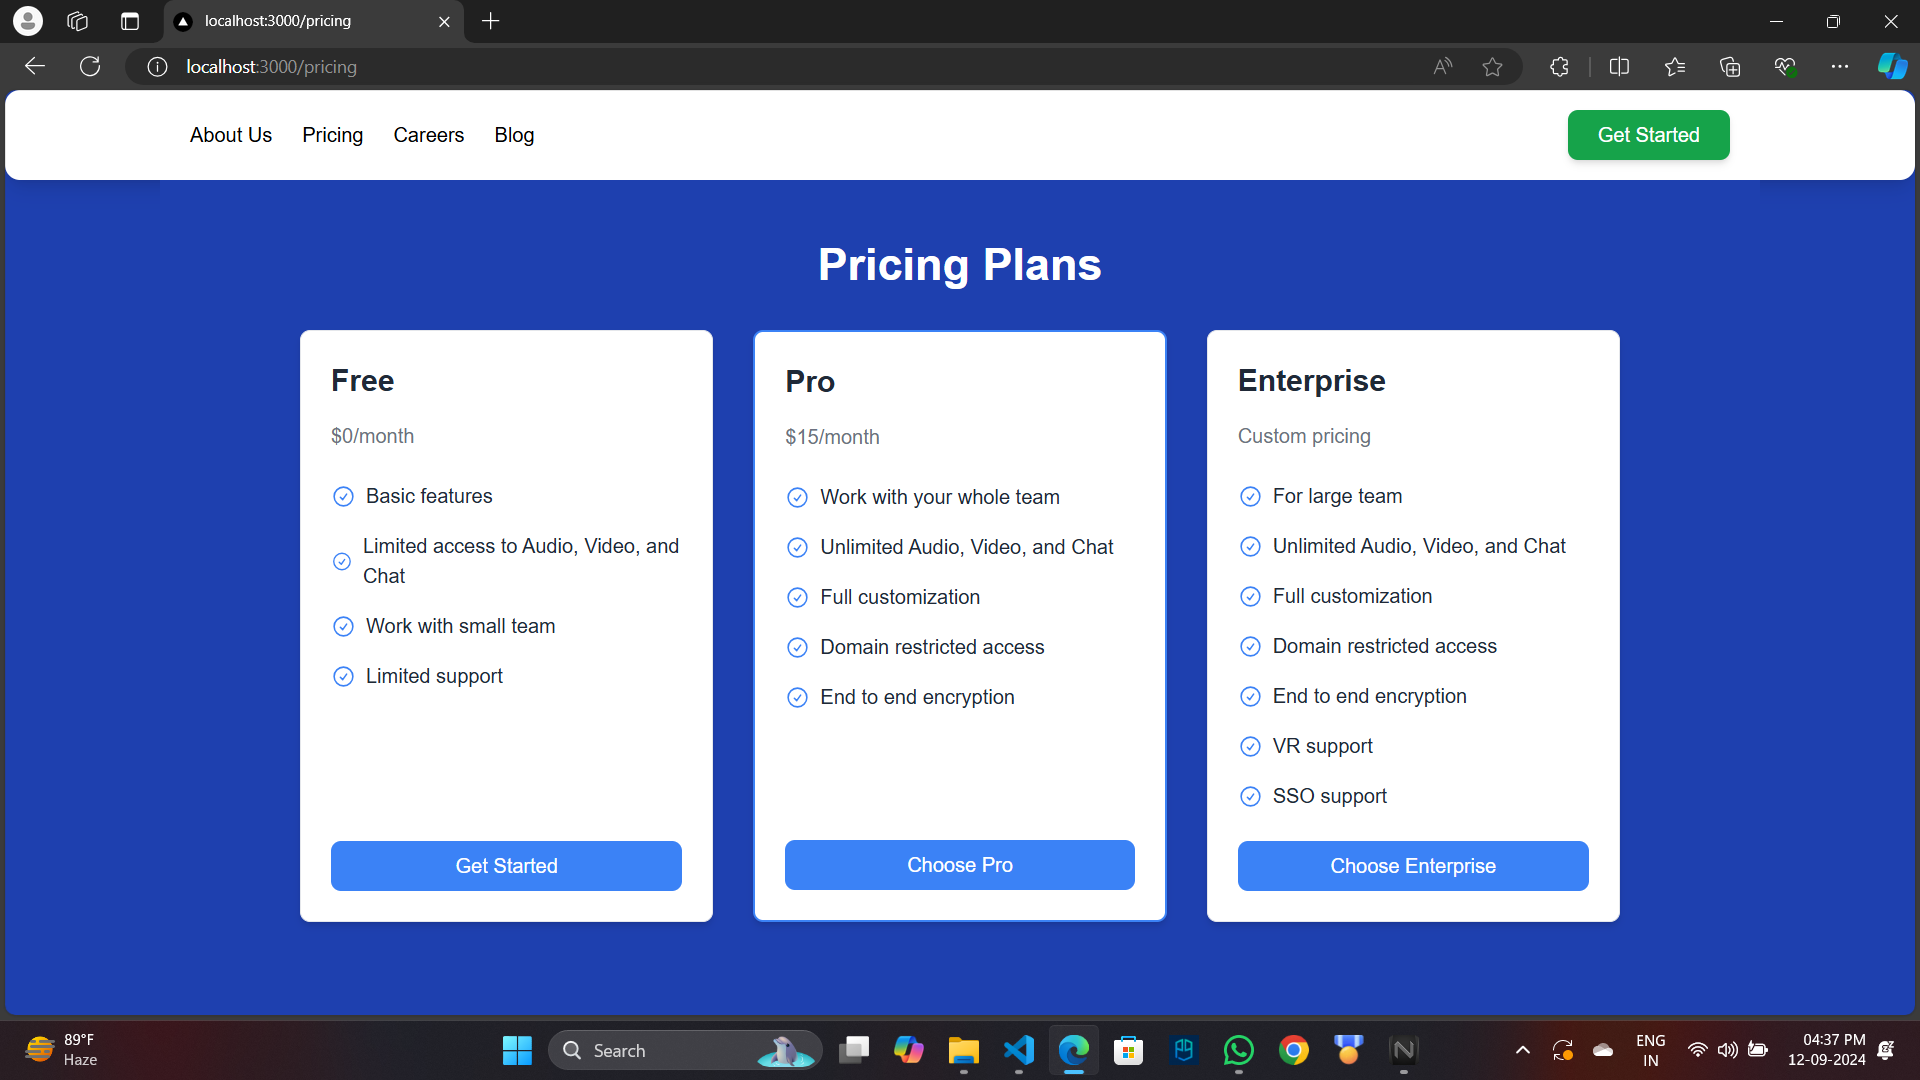 localhost:3000/pricing
localhost:3000/pricing
About Us Pricing Careers Blog Get Started
Pricing Plans
Free
$0/month
Basic features
Limited access to Audio, Video, and
Chat
Work with small team
Limited support
Get Started
Pro
$15/month
Work with your whole team
Unlimited Audio, Video, and Chat
Full customization
Domain restricted access
End to end encryption
Choose Pro
Enterprise
Custom pricing
For large team
Unlimited Audio, Video, and Chat
Full customization
Domain restricted access
End to end encryption
VR support
SSO support
Choose Enterprise
89°F
Haze
Search
ENG
IN
04:37 PM
12-09-2024